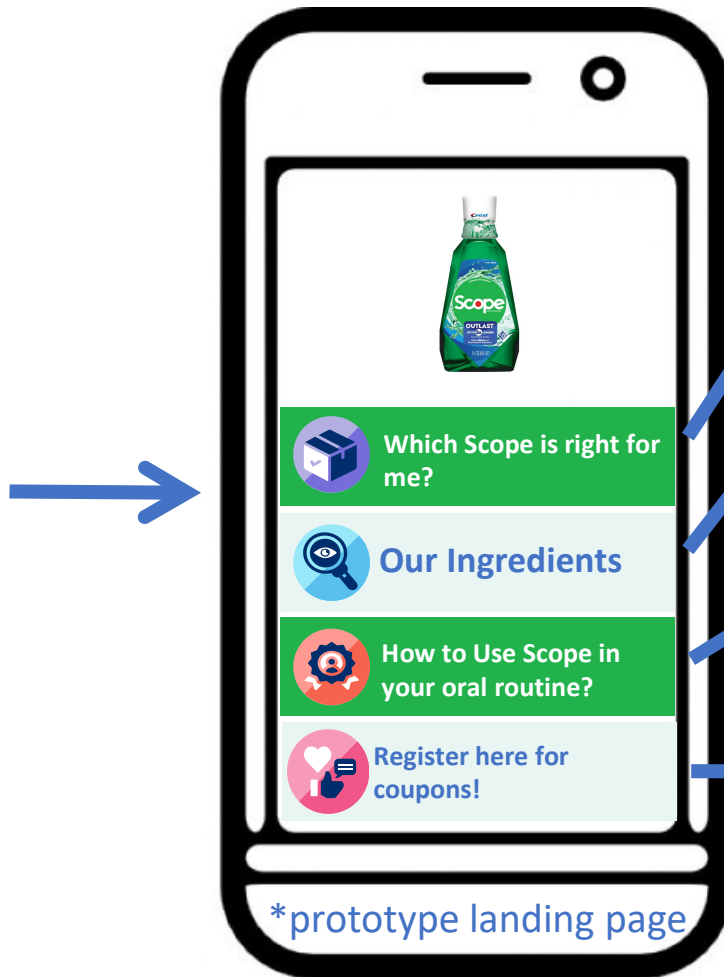 Crest
Scope
OUTLAST
Which Scope is right for
me?
Our Ingredients
How to Use Scope in
your oral routine?
Register here for
coupons!
*prototype landing page